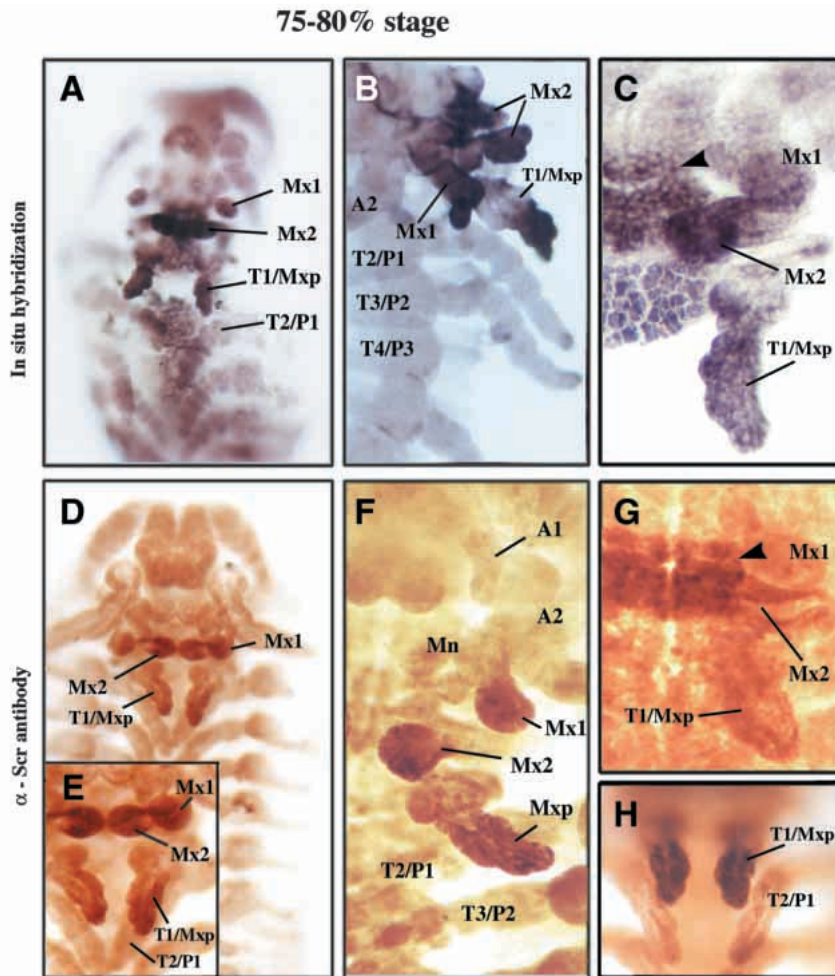 75-80% stage
In situ hybridization
A
Mx1
Mx2
T1/Mxp
T2/P1
B
Mx2
T1/Mxp
A2
Mx1
T2/P1
T3/P2
T4/P3
C
Mx1
Mx2
T1/Mxp
α - Scr antibody
D
Mx1
Mx2
T1/Mxp
E
Mx1
Mx2
T1/Mxp
T2/P1
F
A1
A2
Mn
Mx1
Mx2
Mxp
T2/P1
T3/P2
G
Mx1
Mx2
T1/Mxp
H
T1/Mxp
T2/P1